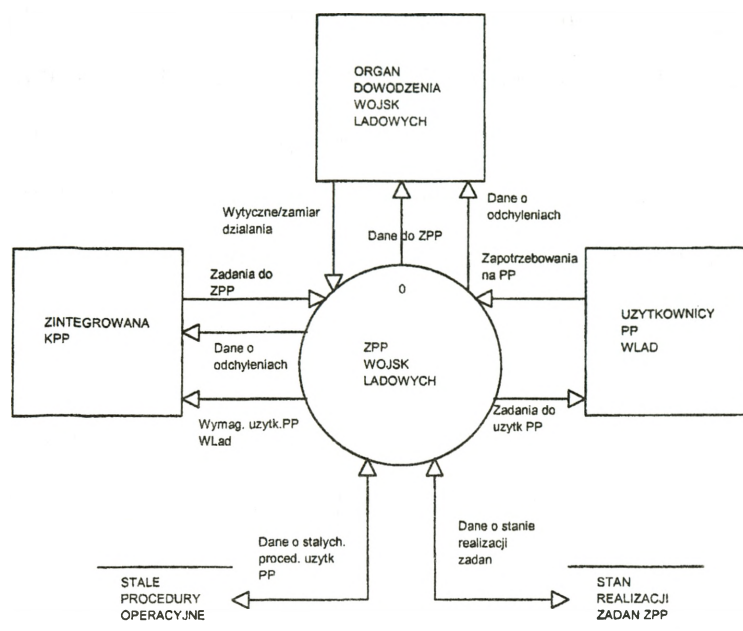 ORGAN
DOWODZENIA
WOJSK
LADOWYCH
Wytyczne/zamiar
dzialania
Dane do ZPP
Dane o
odchyleniach
Zadania do
ZPP
Zapotrzebowania
na PP
0
ZINTEGROWANA
KPP
Dane o
odchyleniach
ZPP
WOJSK
LADOWYCH
UZYTKOWNICY
PP
WLAD
Wymag. uzytk.PP
WLad
Zadania do
uzytk PP
Dane o stalych.
proced. uzytk
PP
Dane o stanie
realizacji
zadan
STALE
PROCEDURY
OPERACYJNE
STAN
REALIZACJI
ZADAN ZPP